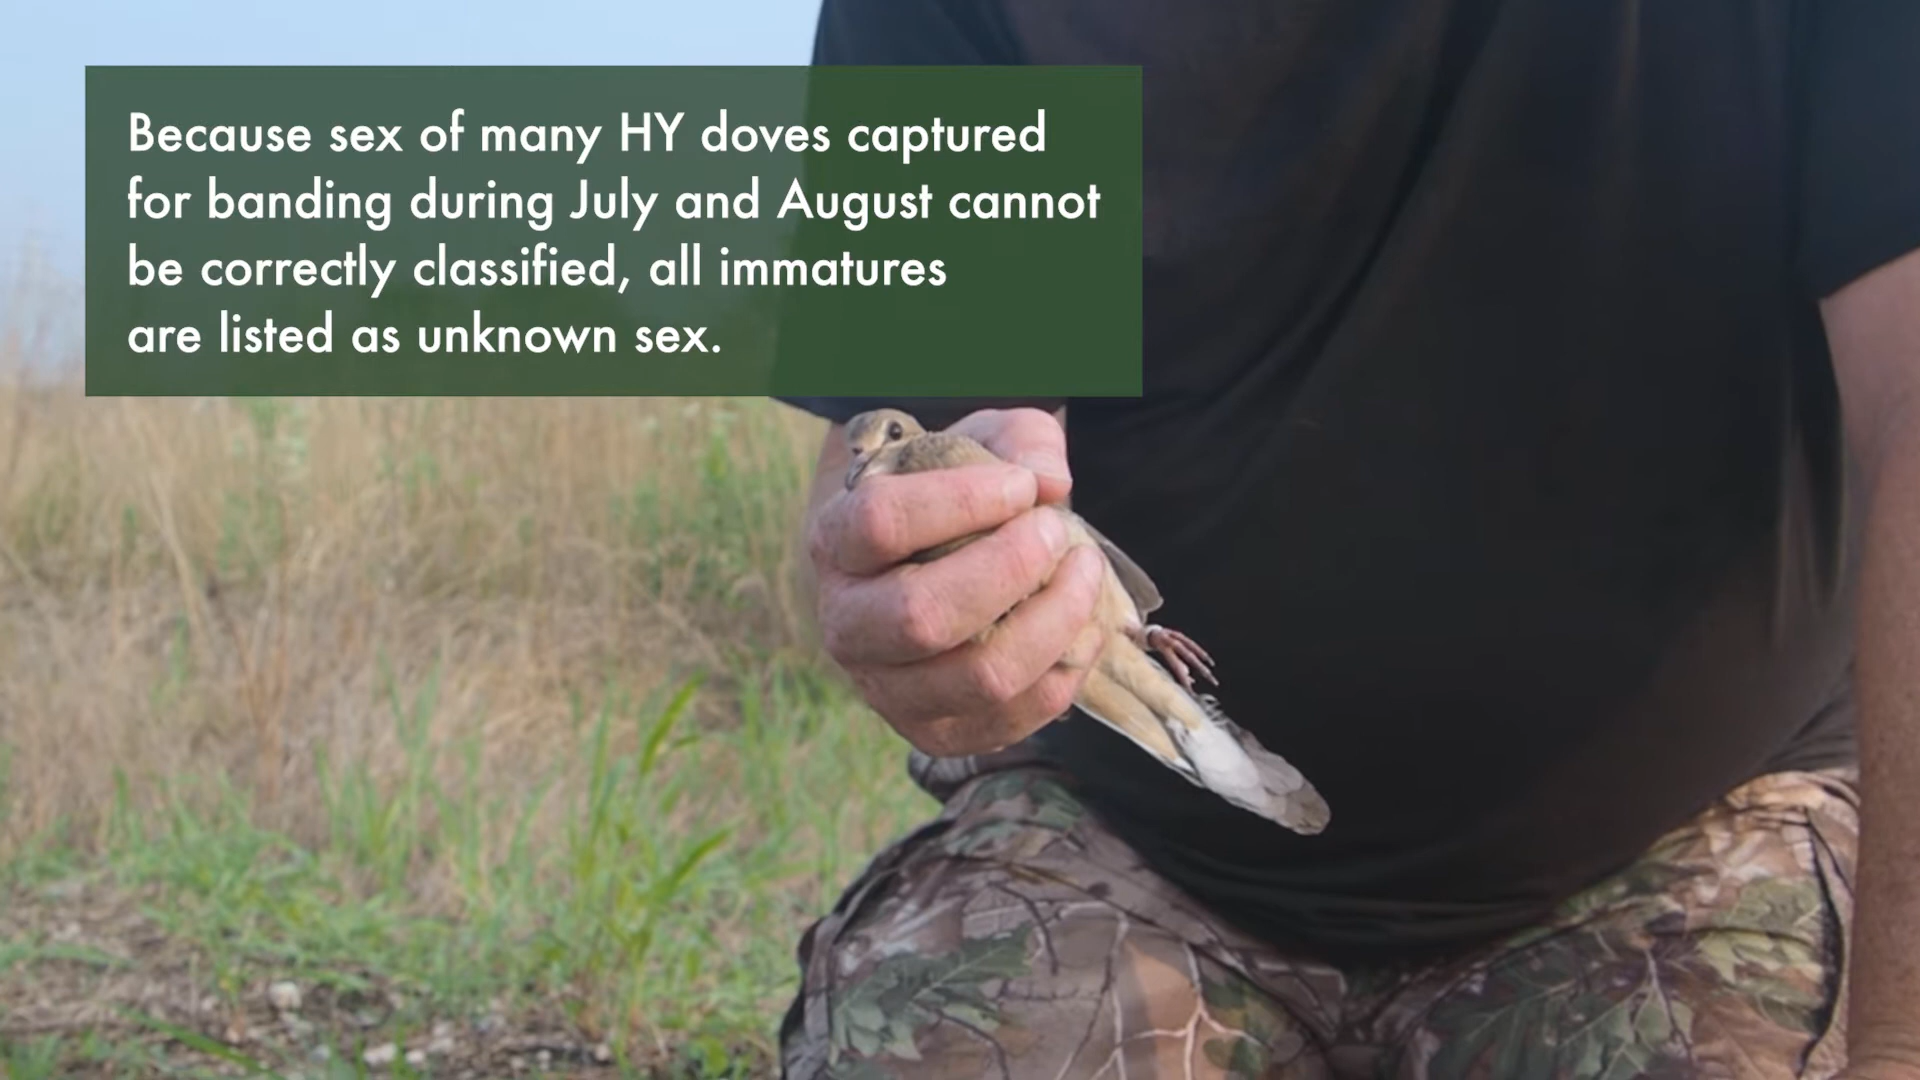 Because sex of many HY doves captured
for banding during July and August cannot
be correctly classified, all immatures
are listed as unknown sex.